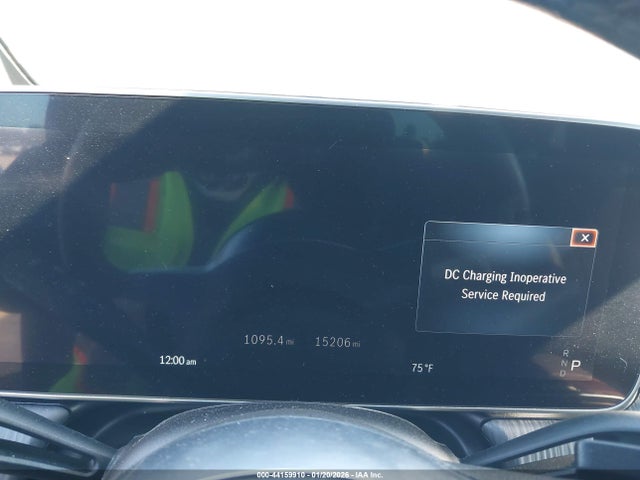 X
DC Charging Inoperative
Service Required
1095.4 mi 15206 mi
12:00 am
75 °F
R
N
D
P
000-44159910 - 01/20/2026 - IAA Inc.